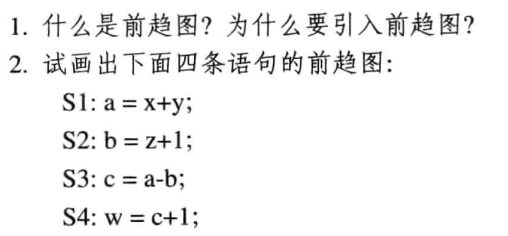 1. 什么是前趋图？为什么要引入前趋图？
2. 试画出下面四条语句的前趋图：
S1: a = x+y;
S2: b = z+1;
S3: c = a-b;
S4: w = c+1;